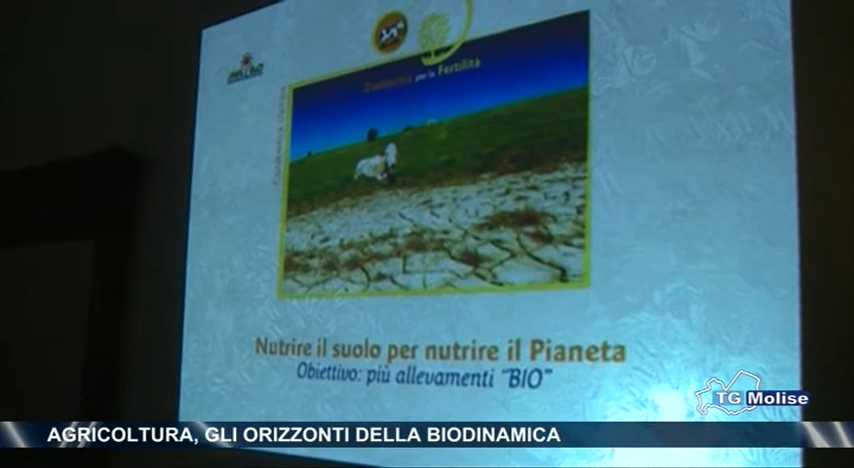 per la Fertilità
Nutrire il suolo per nutrire il Pianeta
Obiettivo: più allevamenti "BIO"
TG Molise
AGRICOLTURA, GLI ORIZZONTI DELLA BIODINAMICA